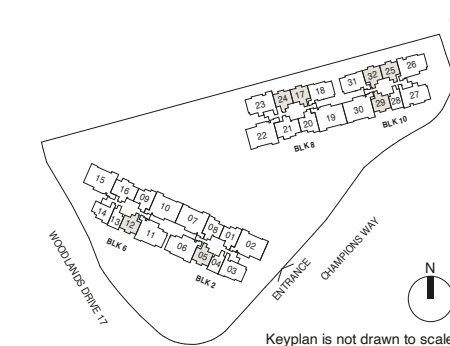 31 32 25 26
23 24 17 18
22 21 20 19 30 29 28 27
BLK 8 BLK 10
15 16 09 10 07 08 01 02
14 13 12 11 06 05 04 03
BLK 6 BLK 2
WOODLANDS DRIVE 17
ENTRANCE
CHAMPIONS WAY
N
Keyplan is not drawn to scale